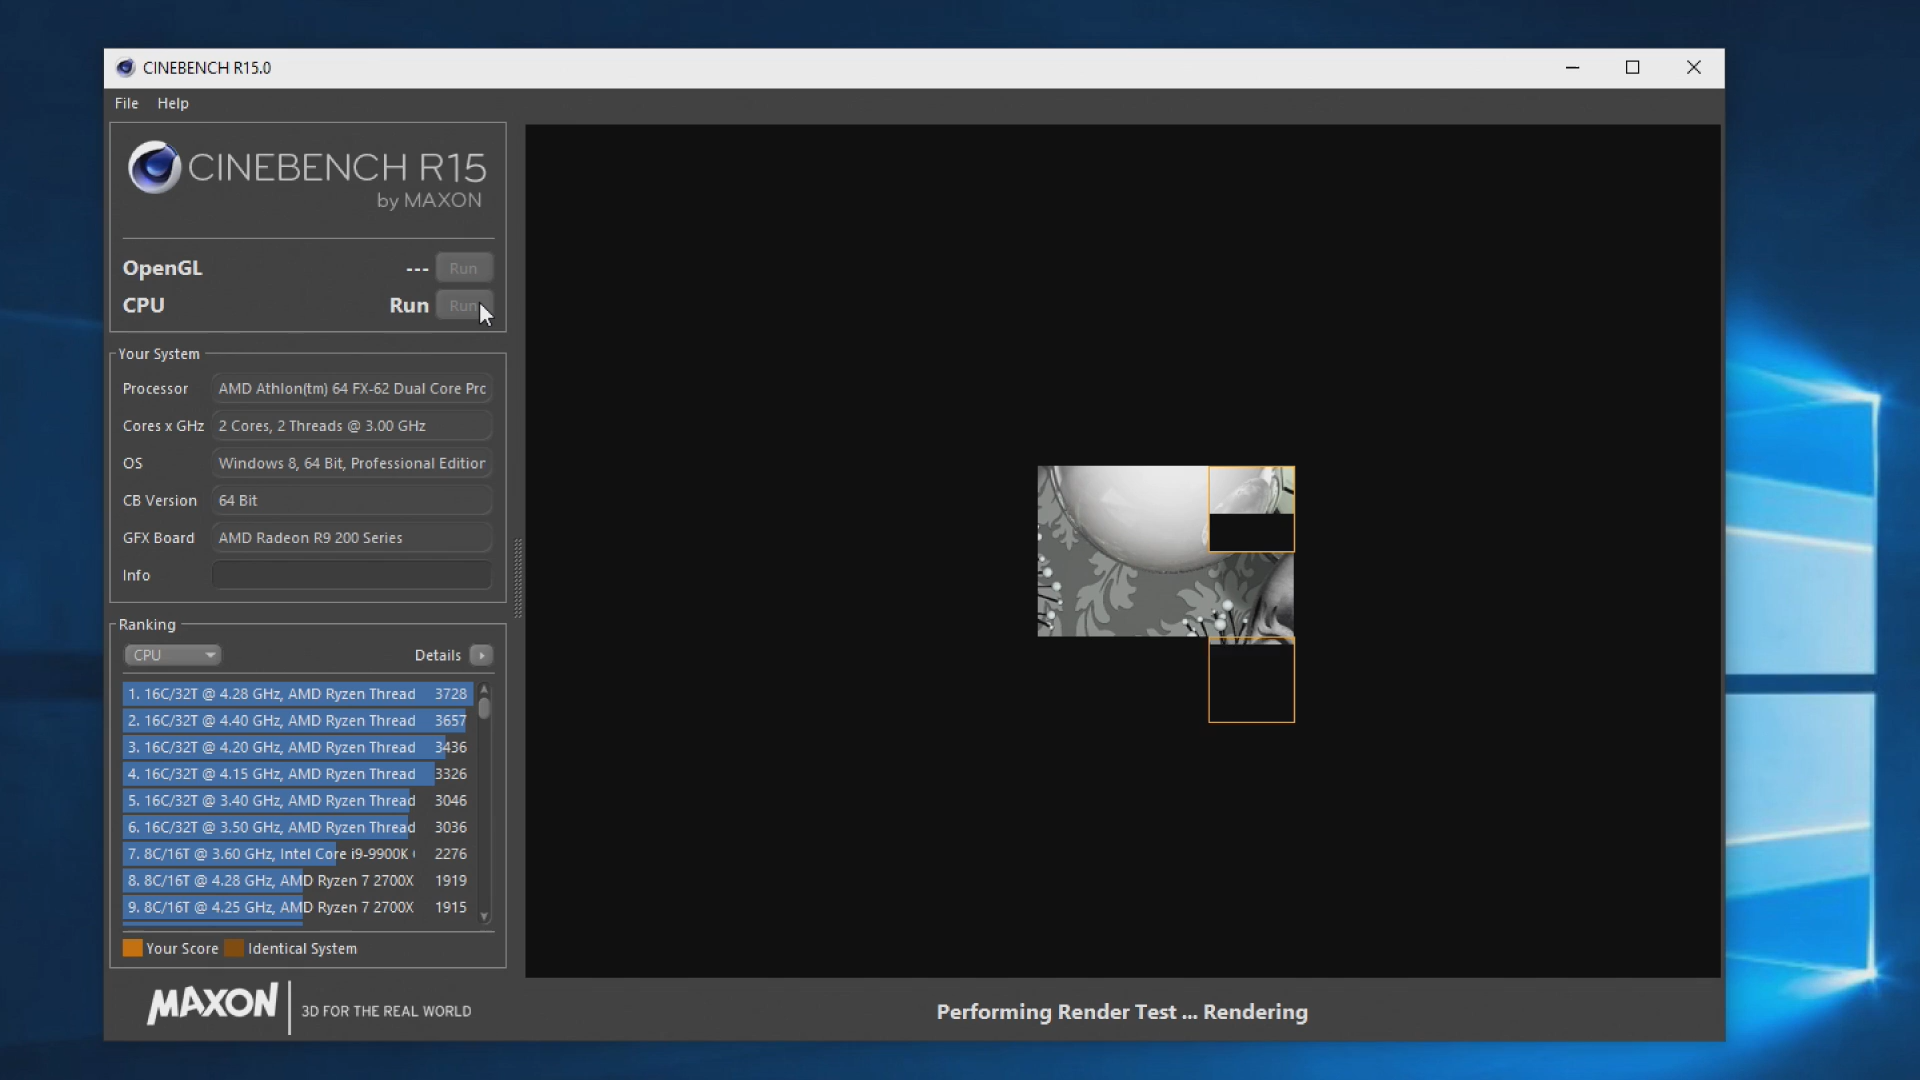 CINEBENCH R15.0
File Help
CINEBENCH R15
by MAXON
OpenGL --- Run
CPU Run Run
Your System
Processor AMD Athlon(tm) 64 FX-62 Dual Core Prc
Cores x GHz 2 Cores, 2 Threads @ 3.00 GHz
OS Windows 8, 64 Bit, Professional Edition
CB Version 64 Bit
GFX Board AMD Radeon R9 200 Series
Info
Ranking
CPU Details
1. 16C/32T @ 4.28 GHz, AMD Ryzen Thread 3728
2. 16C/32T @ 4.40 GHz, AMD Ryzen Thread 3657
3. 16C/32T @ 4.20 GHz, AMD Ryzen Thread 3436
4. 16C/32T @ 4.15 GHz, AMD Ryzen Thread 3326
5. 16C/32T @ 3.40 GHz, AMD Ryzen Thread 3046
6. 16C/32T @ 3.50 GHz, AMD Ryzen Thread 3036
7. 8C/16T @ 3.60 GHz, Intel Core i9-9900K ( 2276
8. 8C/16T @ 4.28 GHz, AMD Ryzen 7 2700X 1919
9. 8C/16T @ 4.25 GHz, AMD Ryzen 7 2700X 1915
Your Score Identical System
MAXON 3D FOR THE REAL WORLD
Performing Render Test ... Rendering